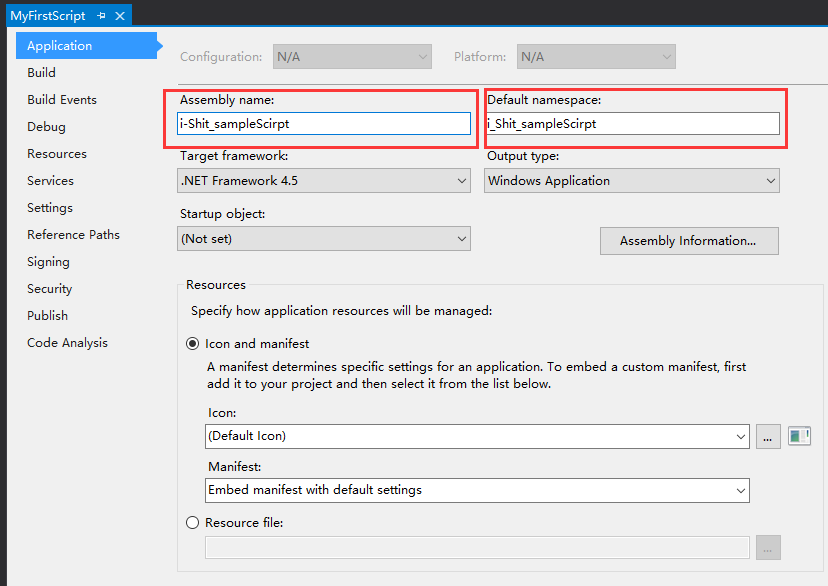 MyFirstScript
Application
Build
Build Events
Debug
Resources
Services
Settings
Reference Paths
Signing
Security
Publish
Code Analysis
Configuration: N/A Platform: N/A
Assembly name: Default namespace:
i-Shit_sampleScirpt i_Shit_sampleScirpt
Target framework: Output type:
.NET Framework 4.5 Windows Application
Startup object:
(Not set) Assembly Information...
Resources
Specify how application resources will be managed:
Icon and manifest
A manifest determines specific settings for an application. To embed a custom manifest, first
add it to your project and then select it from the list below.
Icon:
(Default Icon) ...
Manifest:
Embed manifest with default settings
Resource file:
...